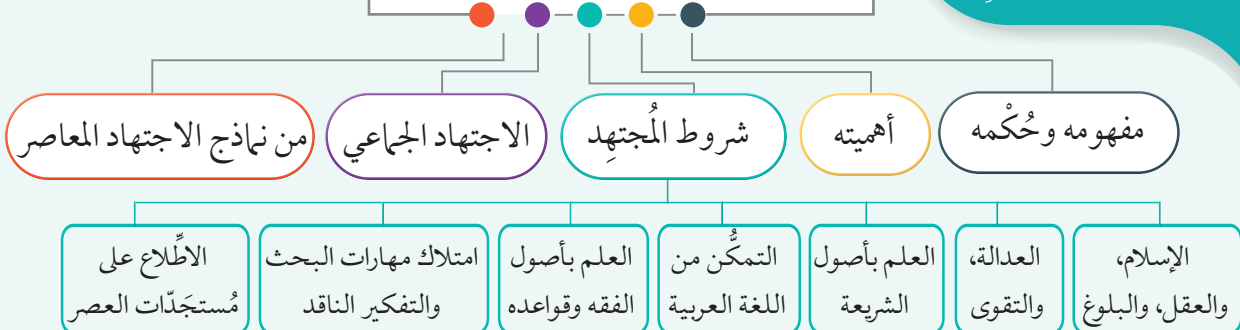 مفهومه وحُكْمه
أهميته
شروط المُجتهِد
الاجتهاد الجماعي
من نماذج الاجتهاد المعاصر
الإسلام،
والعقل، والبلوغ
العدالة،
والتقوى
العلم بأصول
الشريعة
التمكُّن من
اللغة العربية
العلم بأصول
الفقه وقواعده
امتلاك مهارات البحث
والتفكير الناقد
الاطِّلاع على
مُستجَدّات العصر